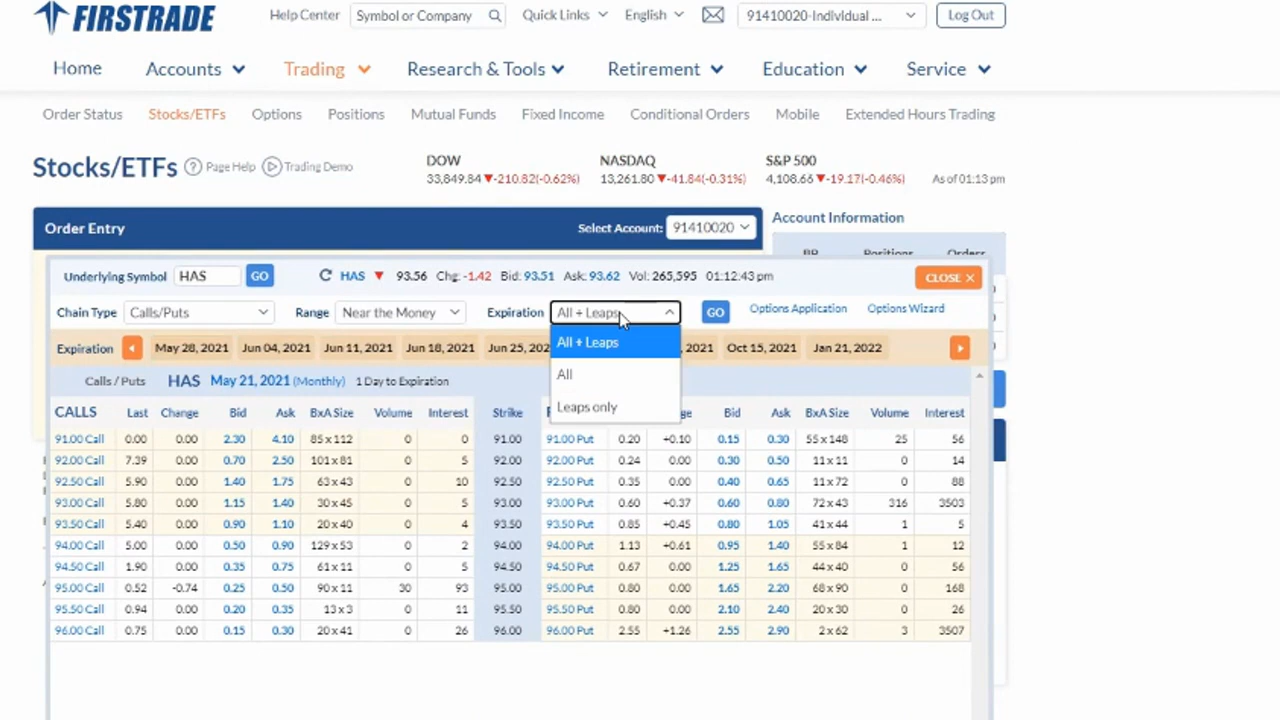 FIRSTRADE
Help Center Symbol or Company Quick Links English 91410020-Individual ... Log Out
Home Accounts Trading Research & Tools Retirement Education Service
Order Status Stocks/ETFs Options Positions Mutual Funds Fixed Income Conditional Orders Mobile Extended Hours Trading
Stocks/ETFs ? Page Help Trading Demo
DOW NASDAQ S&P 500
33,849.84 ▼-210.82(-0.62%) 13,261.80 ▼-41.84(-0.31%) 4,108.66 ▼-19.17(-0.46%) As of 01:13 pm
Order Entry Select Account: 91410020 Account Information
BP Positions Orders
Underlying Symbol HAS GO HAS ▼ 93.56 Chg: -1.42 Bid: 93.51 Ask: 93.62 Vol: 265,595 01:12:43 pm CLOSE X
Chain Type Calls/Puts Range Near the Money Expiration All + Leaps GO Options Application Options Wizard
All + Leaps
All
Leaps only
Expiration May 28, 2021 Jun 04, 2021 Jun 11, 2021 Jun 18, 2021 Jun 25, 2021 Oct 15, 2021 Jan 21, 2022
Calls / Puts HAS May 21, 2021 (Monthly) 1 Day to Expiration
CALLS Last Change Bid Ask BxA Size Volume Interest Strike Bid Ask BxA Size Volume Interest
91.00 Call 0.00 0.00 2.30 4.10 85 x 112 0 0 91.00 91.00 Put 0.20 +0.10 0.15 0.30 55 x 148 25 56
92.00 Call 7.39 0.00 0.70 2.50 101 x 81 0 5 92.00 92.00 Put 0.24 0.00 0.30 0.50 11 x 11 0 14
92.50 Call 5.90 0.00 1.40 1.75 63 x 43 0 10 92.50 92.50 Put 0.35 0.00 0.40 0.65 11 x 72 0 88
93.00 Call 5.80 0.00 1.15 1.40 30 x 45 0 5 93.00 93.00 Put 0.60 +0.37 0.60 0.80 72 x 43 316 3503
93.50 Call 5.40 0.00 0.90 1.10 20 x 40 0 4 93.50 93.50 Put 0.85 +0.45 0.80 1.05 41 x 44 1 5
94.00 Call 5.00 0.00 0.50 0.90 129 x 53 0 2 94.00 94.00 Put 1.13 +0.61 0.95 1.40 55 x 84 1 12
94.50 Call 1.90 0.00 0.35 0.75 61 x 11 0 5 94.50 94.50 Put 0.67 0.00 1.25 1.65 44 x 40 0 56
95.00 Call 0.52 -0.74 0.25 0.50 90 x 11 30 93 95.00 95.00 Put 0.80 0.00 1.65 2.20 68 x 90 0 168
95.50 Call 0.94 0.00 0.20 0.35 13 x 3 0 11 95.50 95.50 Put 0.80 0.00 2.10 2.40 20 x 30 0 26
96.00 Call 0.75 0.00 0.15 0.30 20 x 41 0 26 96.00 96.00 Put 2.55 +1.26 2.55 2.90 2 x 62 3 3507